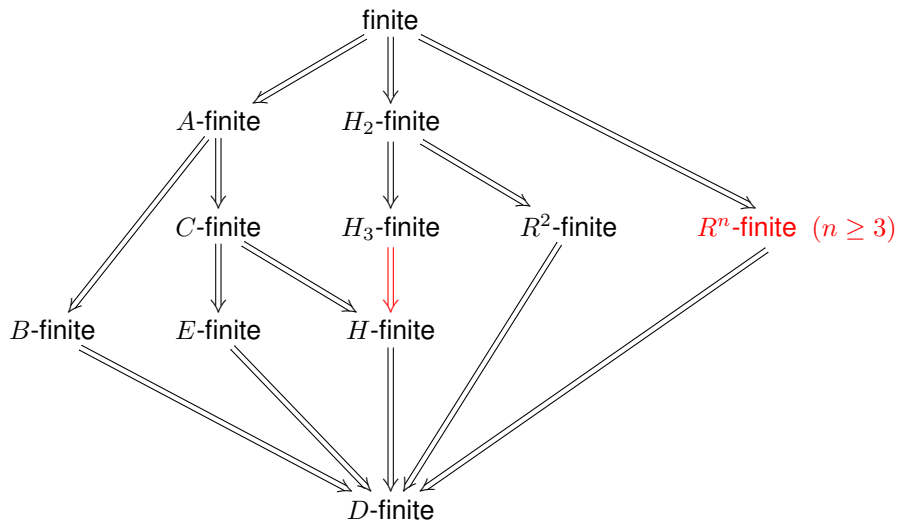 finite
A-finite H₂-finite
C-finite H₃-finite R²-finite Rⁿ-finite (n ≥ 3)
B-finite E-finite H-finite
D-finite